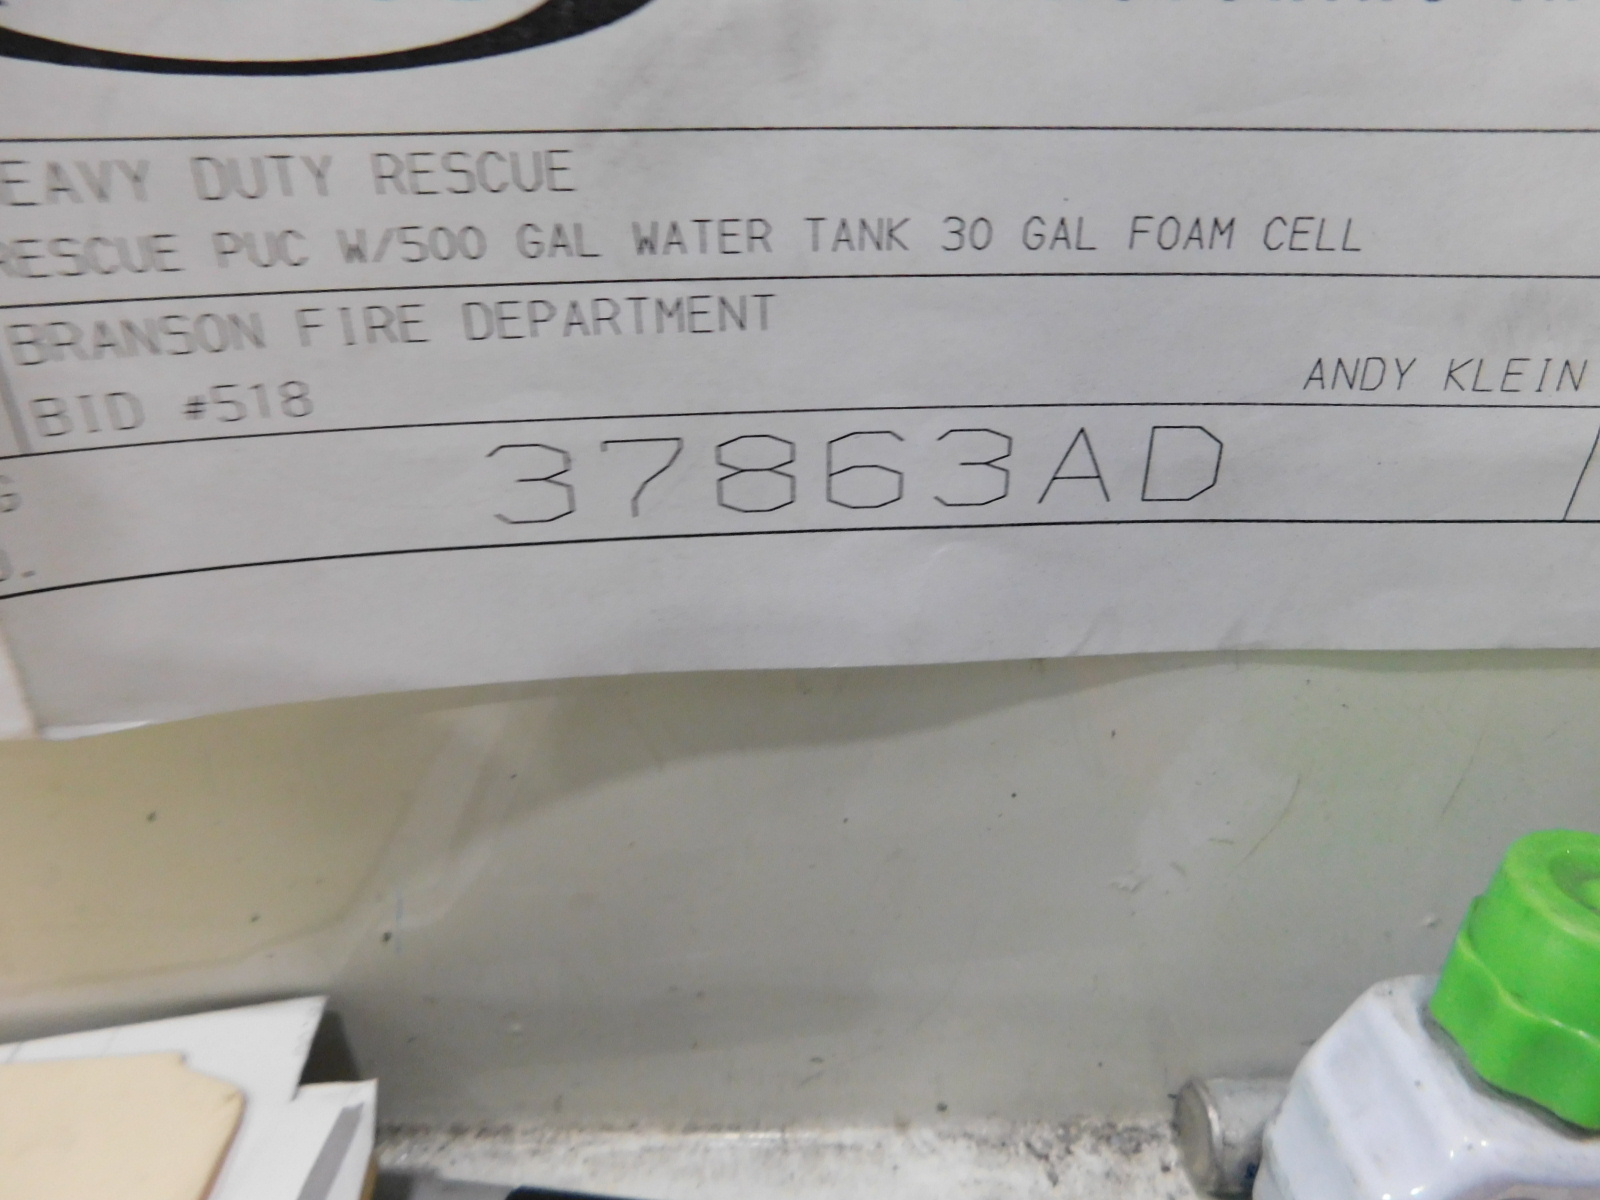 EAVY DUTY RESCUE
RESCUE PUC W/500 GAL WATER TANK 30 GAL FOAM CELL
BRANSON FIRE DEPARTMENT
BID #518
ANDY KLEIN
G
37863AD
O.